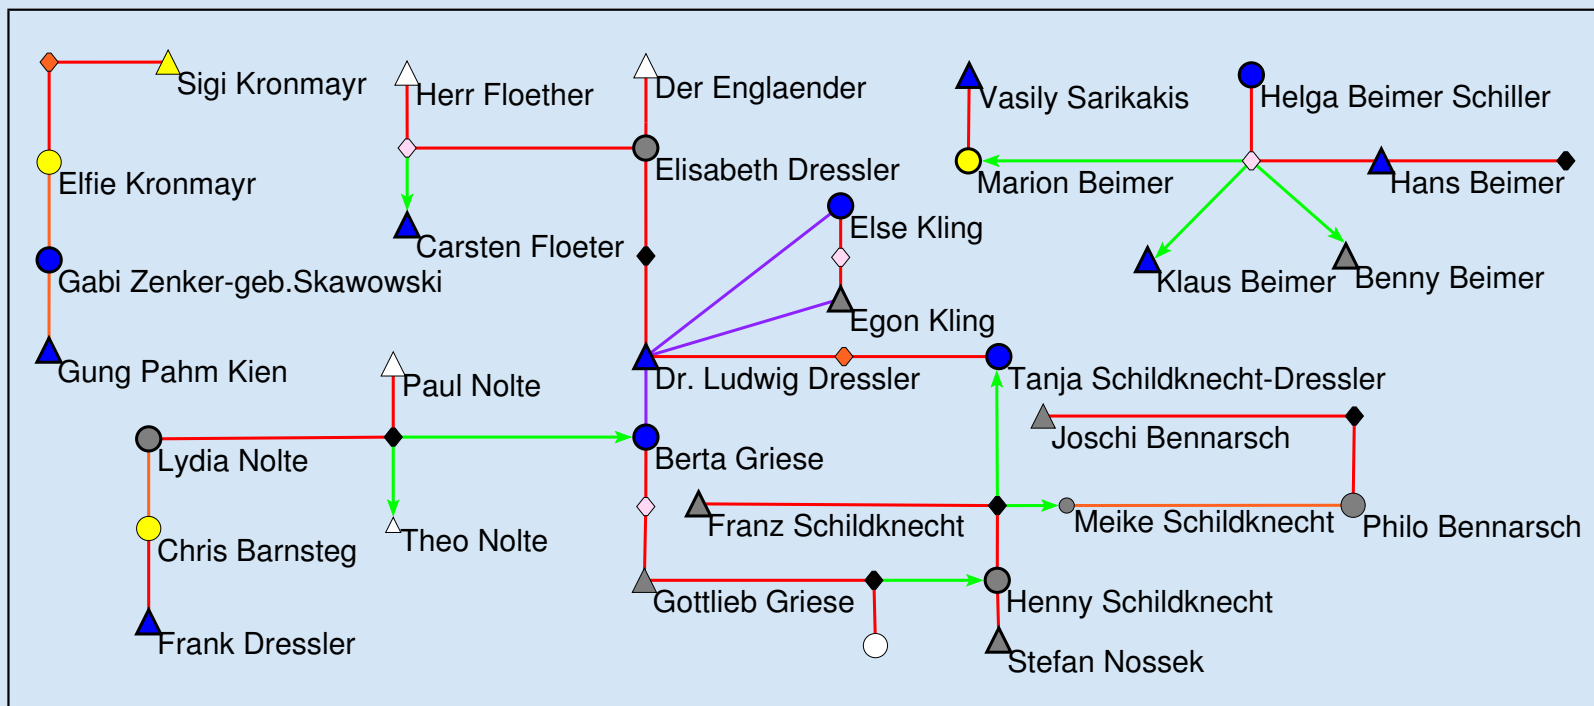 Sigi Kronmayr
Herr Floether
Der Englaender
Vasily Sarikakis
Helga Beimer Schiller
Elfie Kronmayr
Elisabeth Dressler
Marion Beimer
Hans Beimer
Carsten Floeter
Else Kling
Gabi Zenker-geb.Skawowski
Klaus Beimer
Benny Beimer
Egon Kling
Gung Pahm Kien
Paul Nolte
Dr. Ludwig Dressler
Tanja Schildknecht-Dressler
Joschi Bennarsch
Lydia Nolte
Berta Griese
Franz Schildknecht
Meike Schildknecht
Philo Bennarsch
Chris Barnsteg
Theo Nolte
Gottlieb Griese
Henny Schildknecht
Frank Dressler
Stefan Nossek